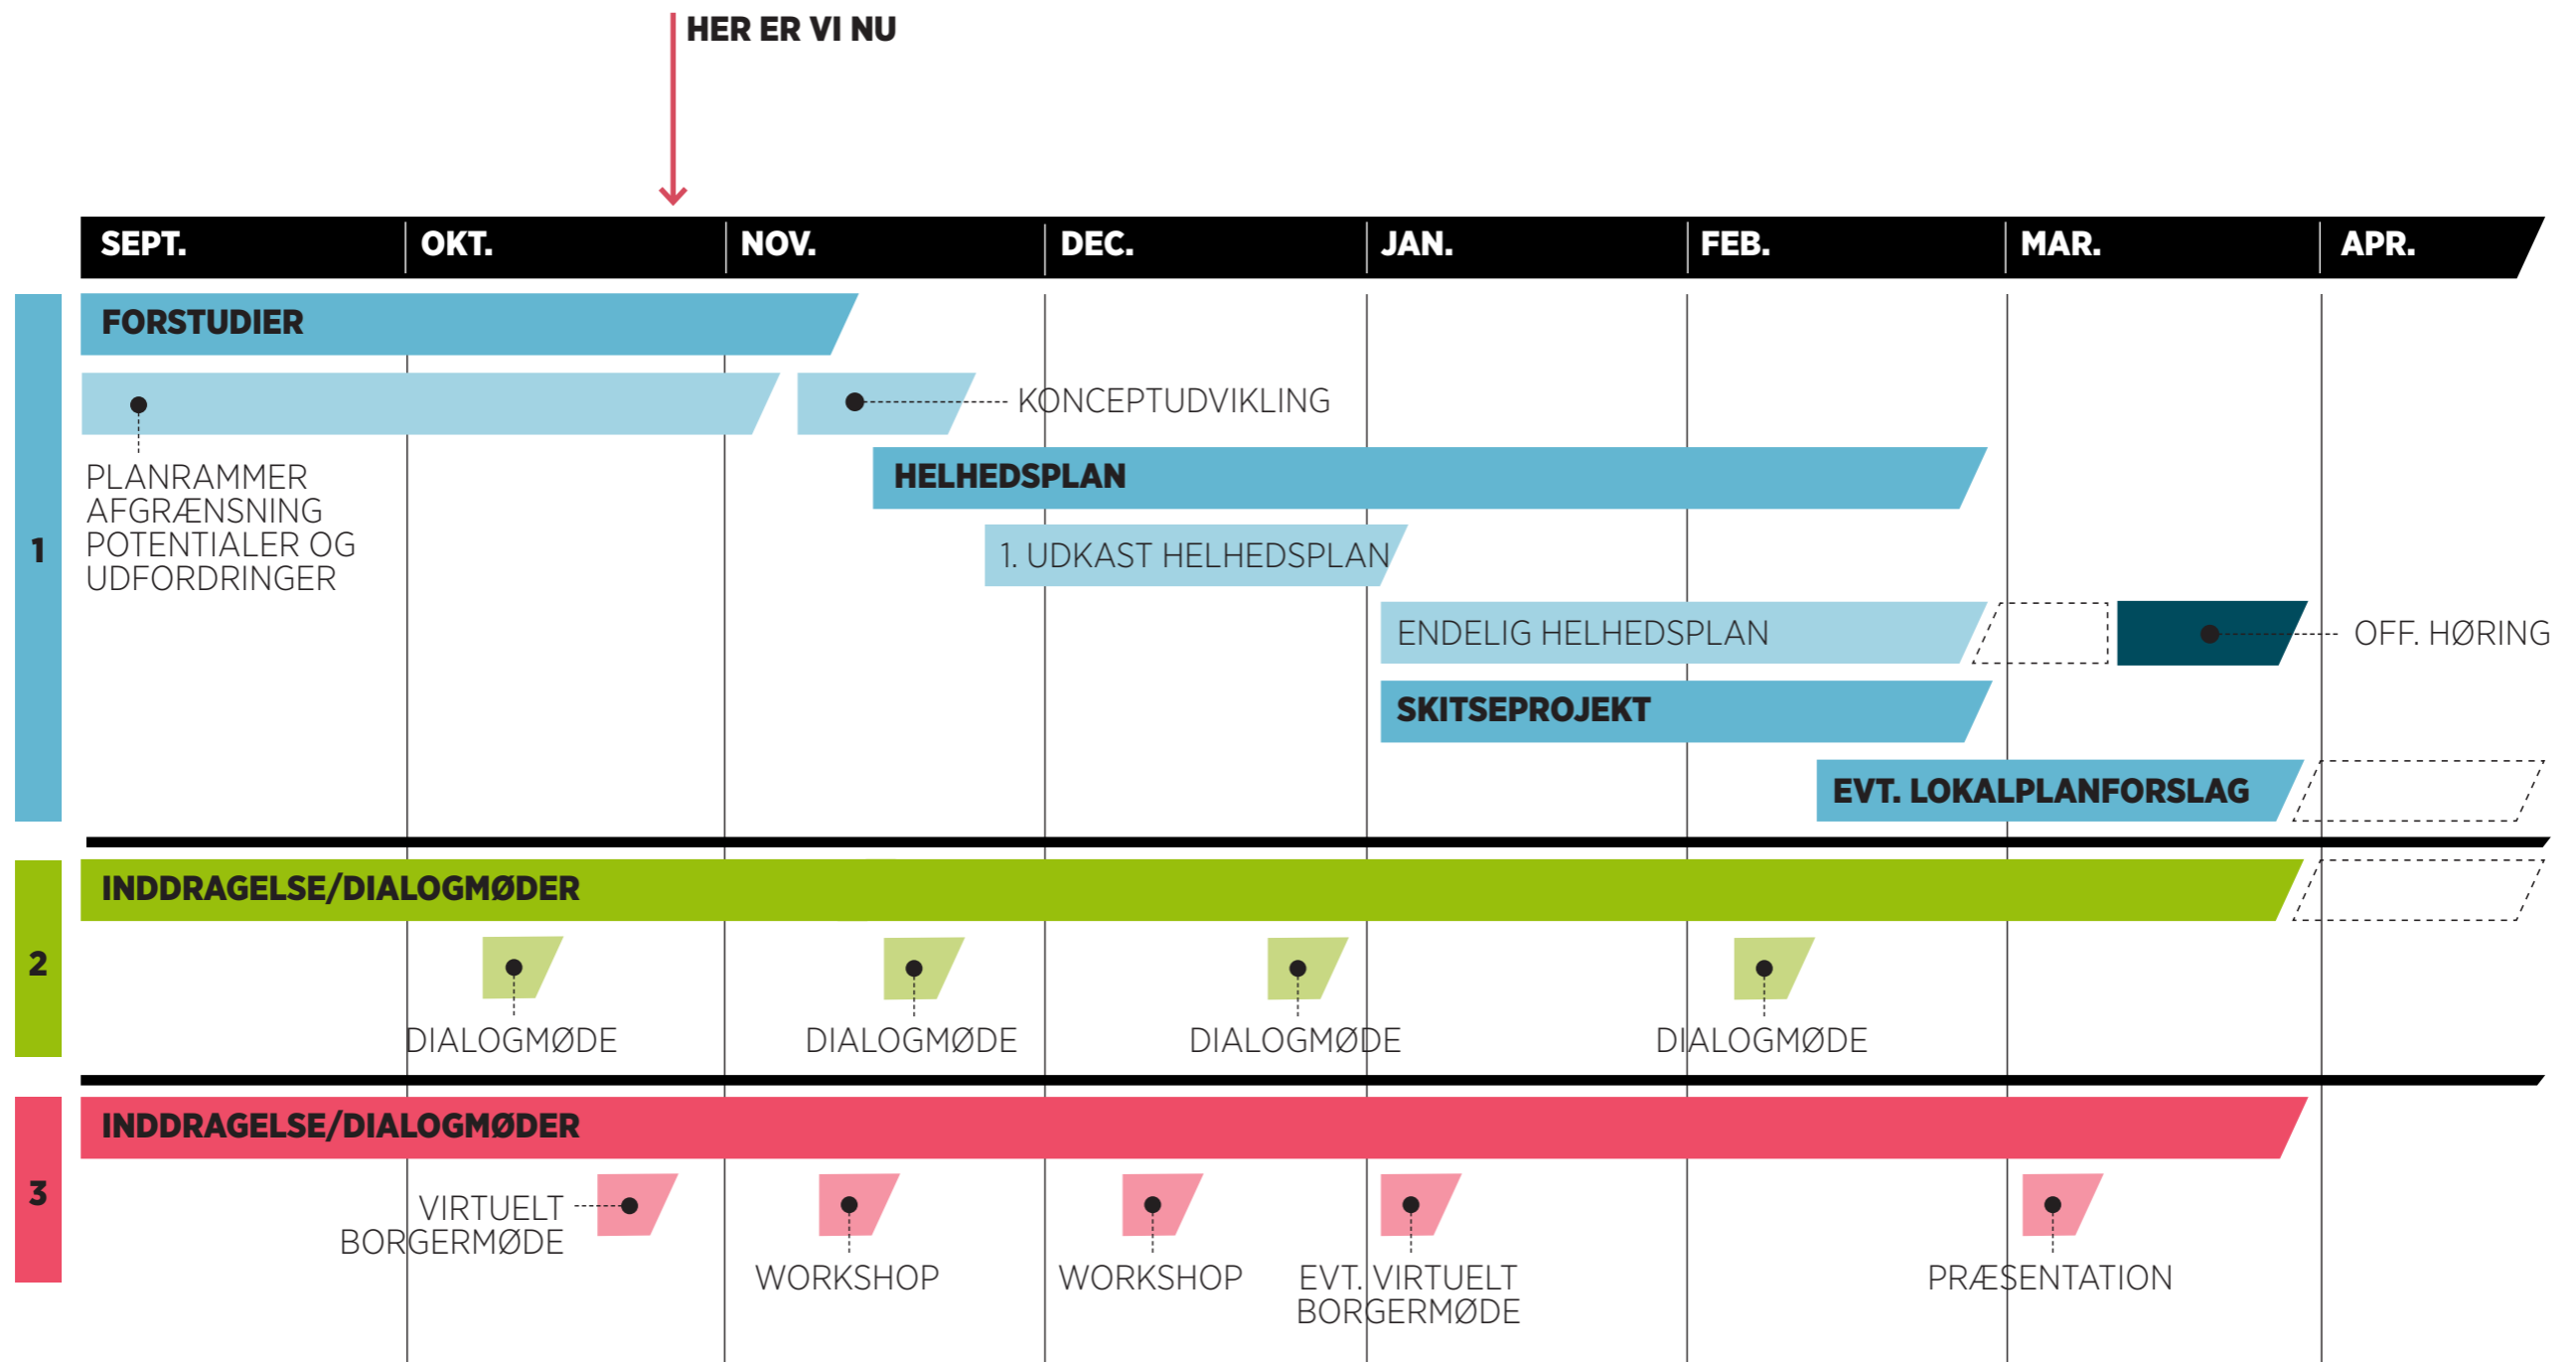 HER ER VI NU
SEPT.
OKT.
NOV.
DEC.
JAN.
FEB.
MAR.
APR.
1
FORSTUDIER
KONCEPTUDVIKLING
PLANRAMMER
AFGRÆNSNING
POTENTIALER OG
UDFORDRINGER
HELHEDSPLAN
1. UDKAST HELHEDSPLAN
ENDELIG HELHEDSPLAN
OFF. HØRING
SKITSEPROJEKT
EVT. LOKALPLANFORSLAG
2
INDDRAGELSE/DIALOGMØDER
DIALOGMØDE
DIALOGMØDE
DIALOGMØDE
DIALOGMØDE
3
INDDRAGELSE/DIALOGMØDER
VIRTUELT
BORGERMØDE
WORKSHOP
WORKSHOP
EVT. VIRTUELT
BORGERMØDE
PRÆSENTATION